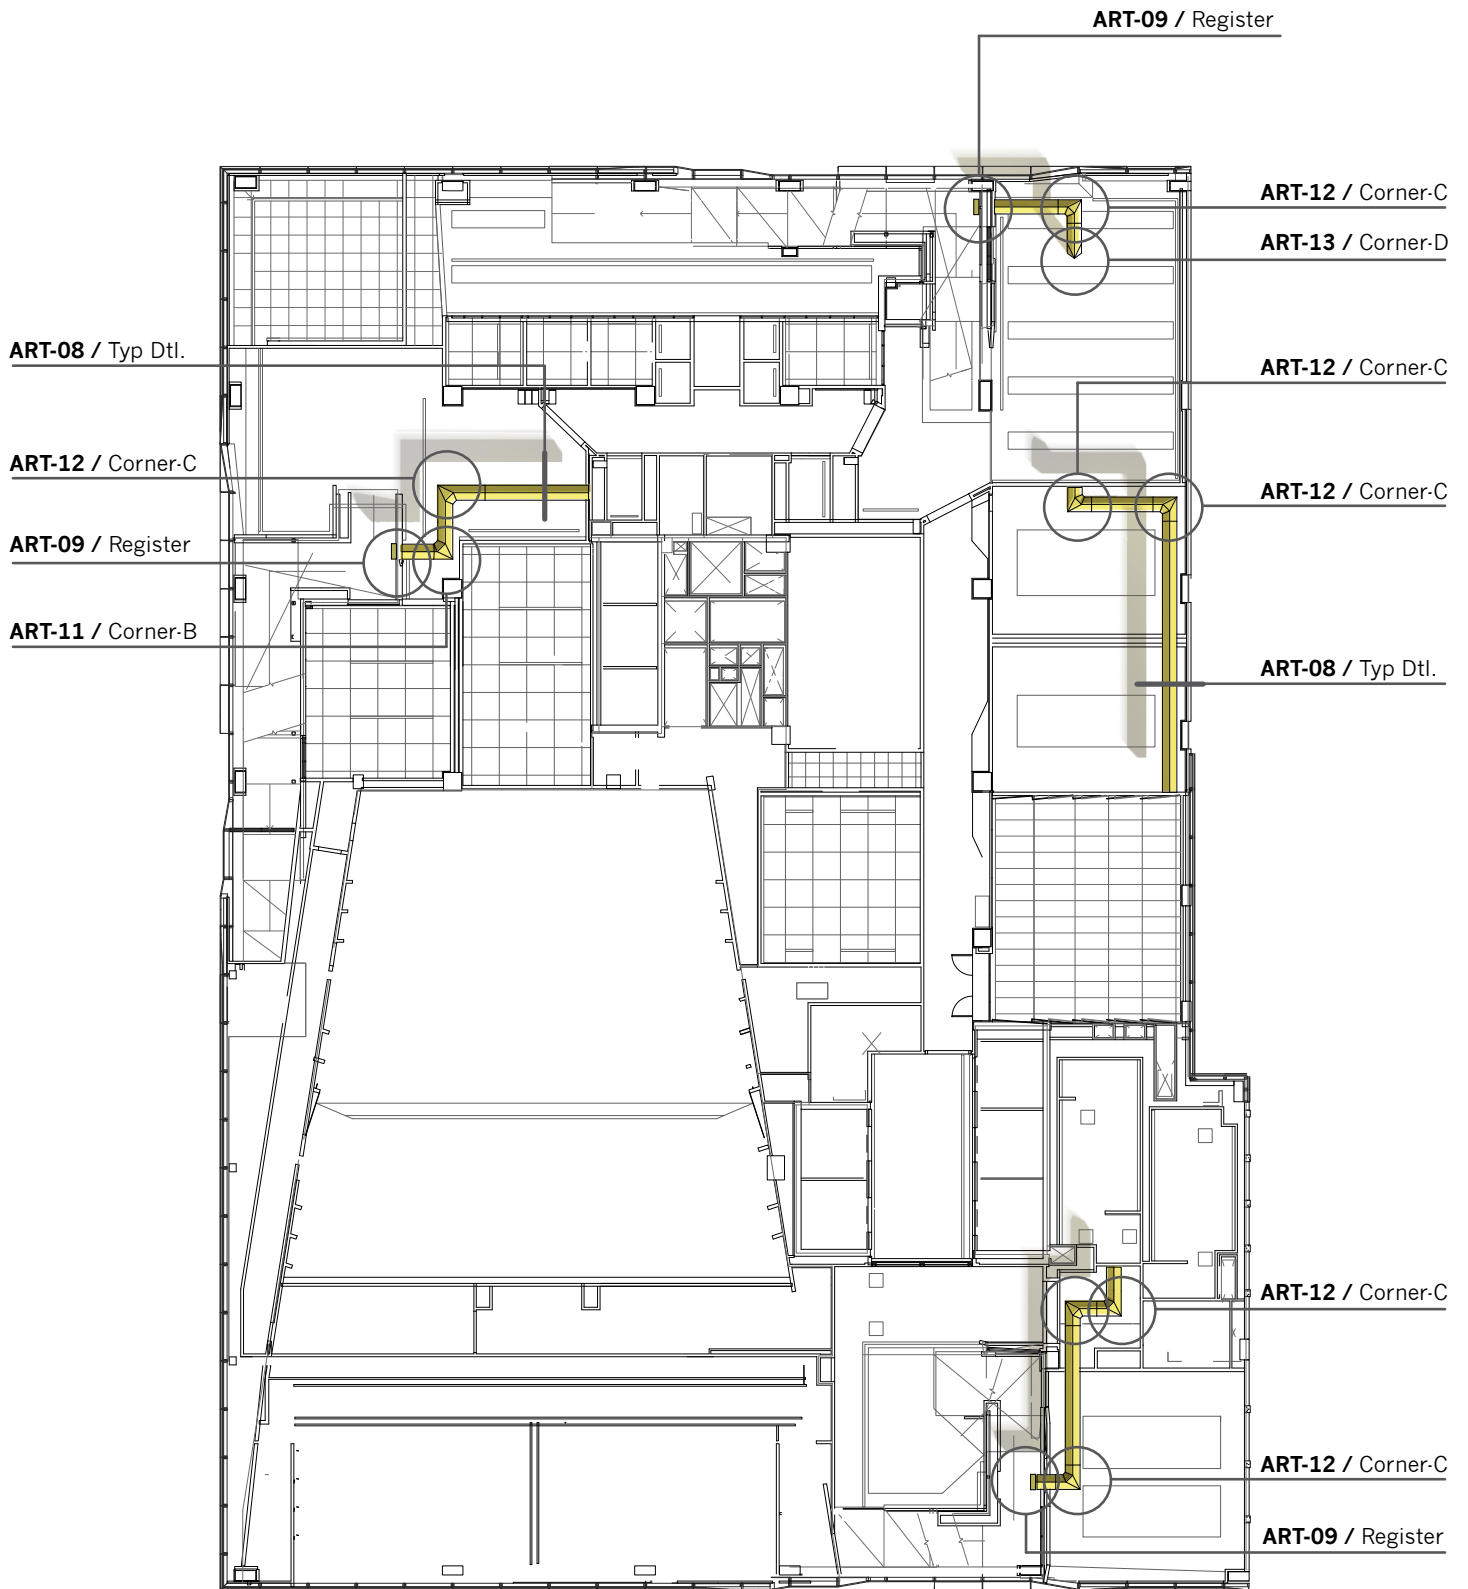 ART-09 / Register
ART-12 / Corner-C
ART-13 / Corner-D
ART-08 / Typ Dtl.
ART-12 / Corner-C
ART-12 / Corner-C
ART-12 / Corner-C
ART-09 / Register
ART-11 / Corner-B
ART-08 / Typ Dtl.
ART-12 / Corner-C
ART-12 / Corner-C
ART-09 / Register